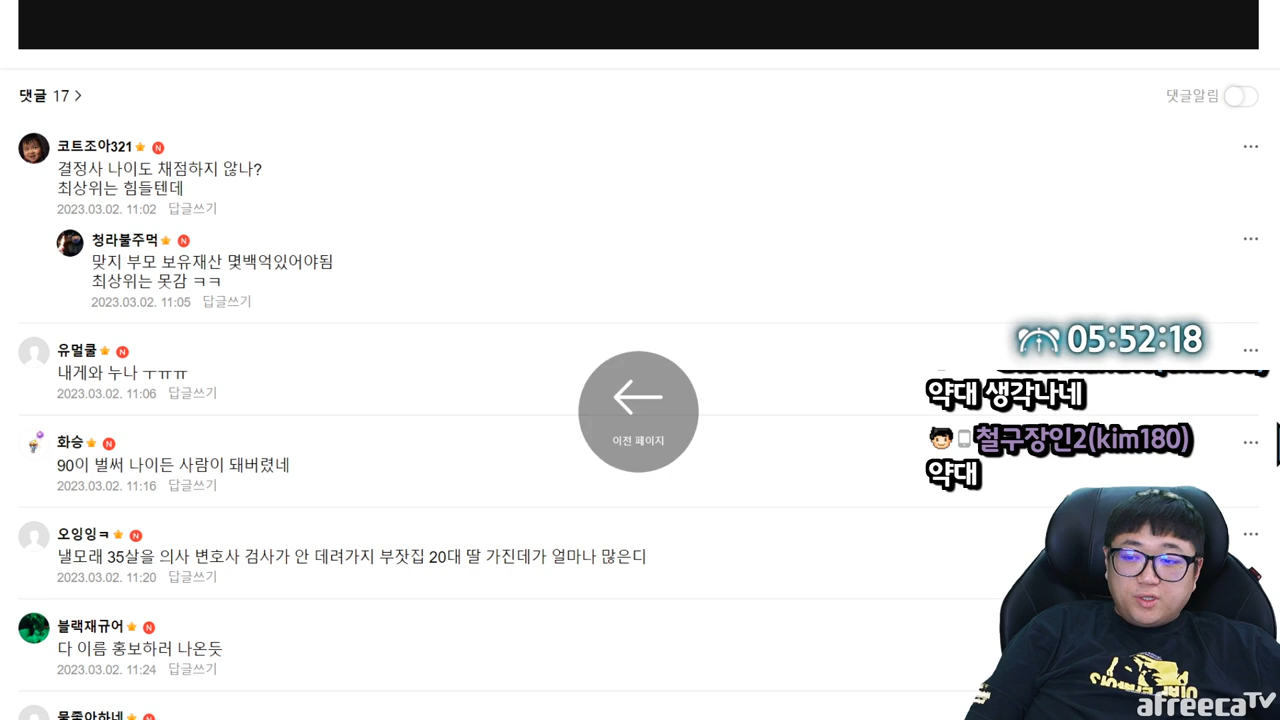 댓글 17
댓글알림
코트조아321
N
결정사 나이도 채점하지 않나?
최상위는 힘들텐데
2023.03.02. 11:02 답글쓰기
청라불주먹
N
맞지 부모 보유재산 몇백억있어야됨
최상위는 못감 ㅋㅋ
2023.03.02. 11:05 답글쓰기
05:52:18
유멀쿨
N
내게와 누나 ㅜㅠㅠ
2023.03.02. 11:06 답글쓰기
이전 페이지
약대 생각나네
철구장인2(kim180)
약대
화승
N
90이 벌써 나이든 사람이 돼버렸네
2023.03.02. 11:16 답글쓰기
오잉잉ㅋ
N
낼모래 35살을 의사 변호사 검사가 안 데려가지 부잣집 20대 딸 가진데가 얼마나 많은디
2023.03.02. 11:20 답글쓰기
블랙재규어
N
다 이름 홍보하러 나온듯
2023.03.02. 11:24 답글쓰기
afreecaTV